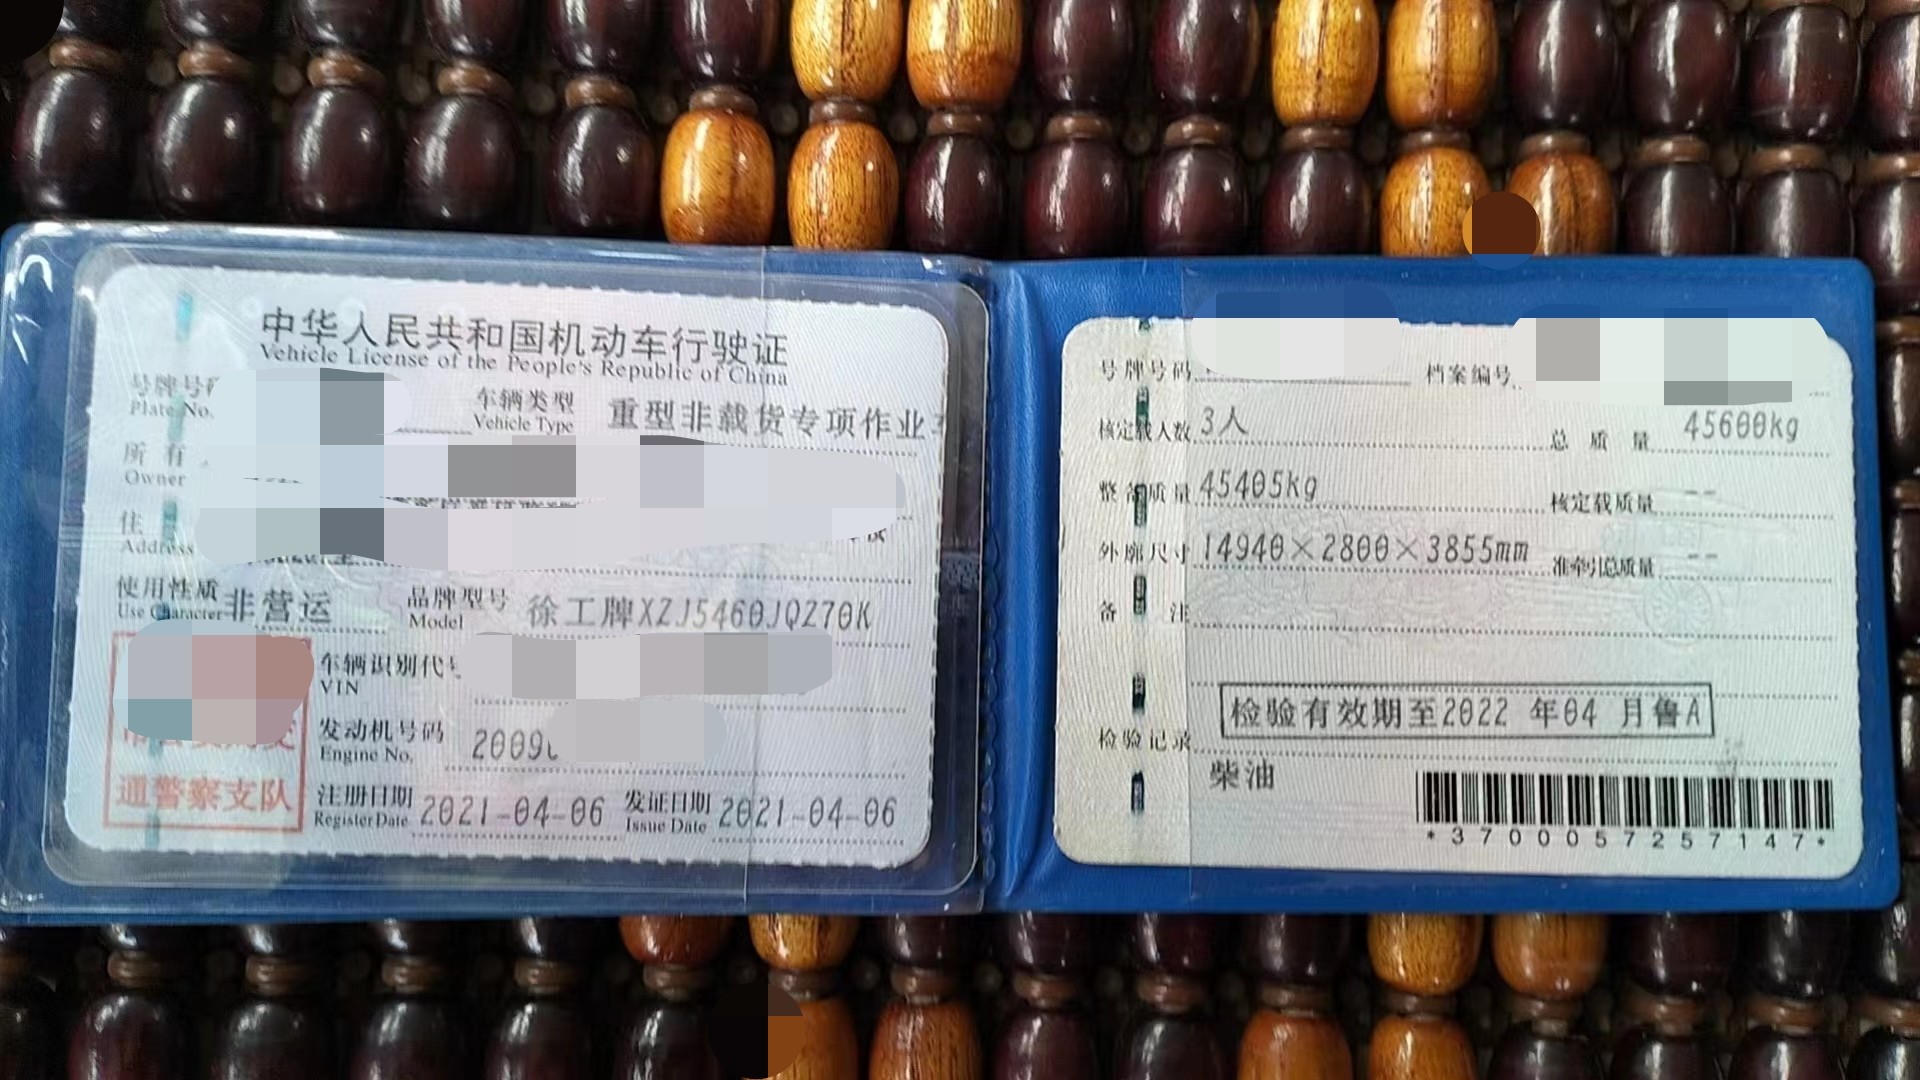 中华人民共和国机动车行驶证
Vehicle License of the People's Republic of China
号牌号
Plate No.
车辆类型
Vehicle Type
重型非载货专项作业
所有
Owner
住
Address
使用性质
Use Character
非营运
品牌型号
Model
徐工牌XZJ5460JQZ70K
车辆识别代
VIN
发动机号码
Engine No.
2009
通警察支队
注册日期
Register Date
2021-04-06
发证日期
Issue Date
2021-04-06
号牌号码
档案编号
核定载人数 3人
总质量 45600kg
整备质量 45405kg
核定载质量 --
外廓尺寸 14940×2800×3855mm
准牵引总质量 --
备注
检验有效期至2022 年04 月鲁A
检验记录
柴油
*3700057257147*